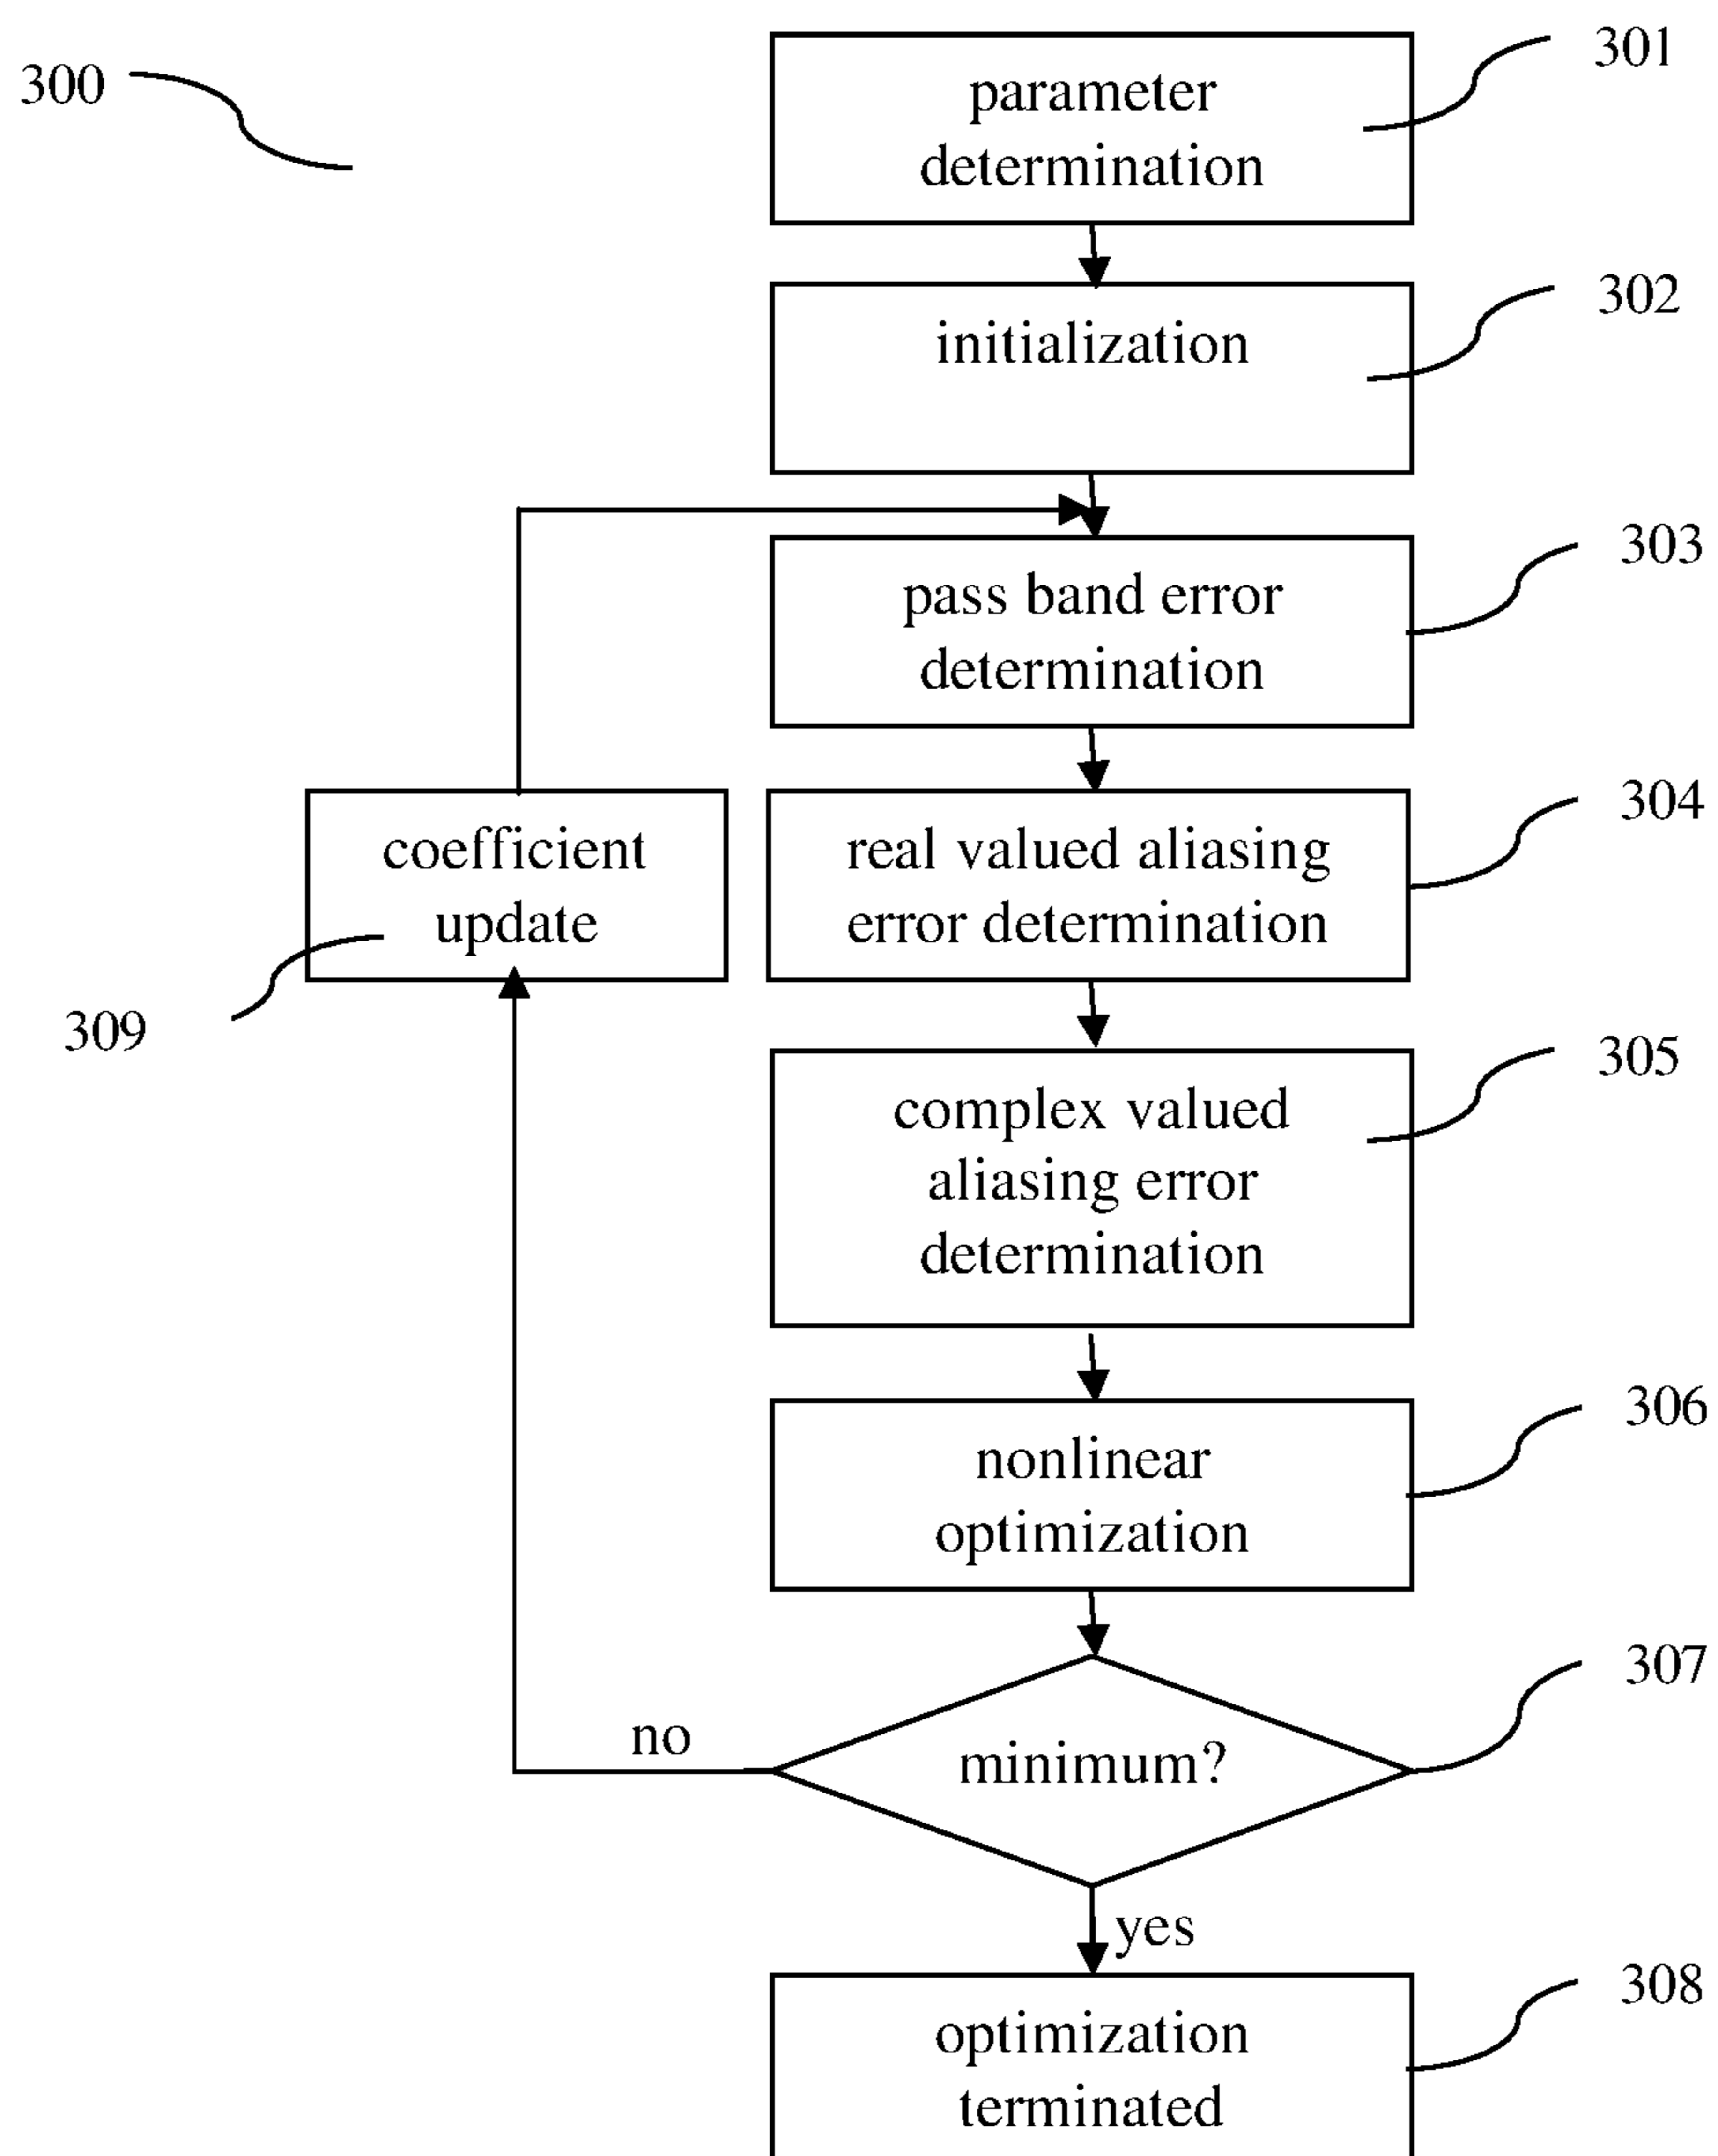 300
301
parameter
determination
302
initialization
303
pass band error
determination
304
real valued aliasing
error determination
coefficient
update
309
305
complex valued
aliasing error
determination
306
nonlinear
optimization
307
minimum?
no
yes
308
optimization
terminated